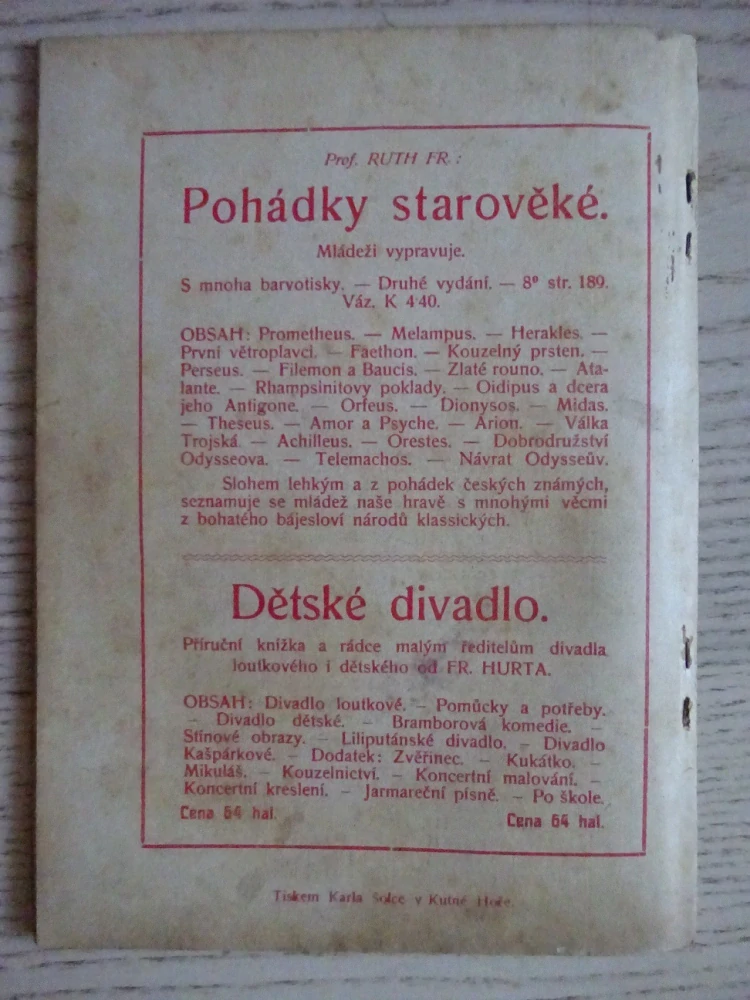 Prof. RUTH FR.:
Pohádky starověké.
Mládeži vypravuje.
S mnoha barvotisky. — Druhé vydání. — 8º str. 189.
Váz. K 4·40.
OBSAH: Prometheus. — Melampus. — Herakles. —
První větroplavci. — Faethon. — Kouzelný prsten. —
Perseus. — Filemon a Baucis. — Zlaté rouno. — Ata-
lante. — Rhampsinitovy poklady. — Oidipus a dcera
jeho Antigone. — Orfeus. — Dionysos. — Midas.
— Theseus. — Amor a Psyche. — Arion. — Válka
Trojská. — Achilleus. — Orestes. — Dobrodružství
Odysseova. — Telemachos. — Návrat Odysseův.
Slohem lehkým a z pohádek českých známých,
seznamuje se mládež naše hravě s mnohými věcmi
z bohatého bájesloví národů klassických.
Dětské divadlo.
Příruční knížka a rádce malým ředitelům divadla
loutkového i dětského od FR. HURTA.
OBSAH: Divadlo loutkové. — Pomůcky a potřeby.
— Divadlo dětské. — Bramborová komedie. —
Stínové obrazy. — Liliputánské divadlo. — Divadlo
Kašpárkové. — Dodatek: Zvěřinec. — Kukátko. —
Mikuláš. — Kouzelnictví. — Koncertní malování. —
Koncertní kreslení. — Jarmareční písně. — Po škole.
Cena 64 hal. Cena 64 hal.
Tiskem Karla Šolce v Kutné Hoře.